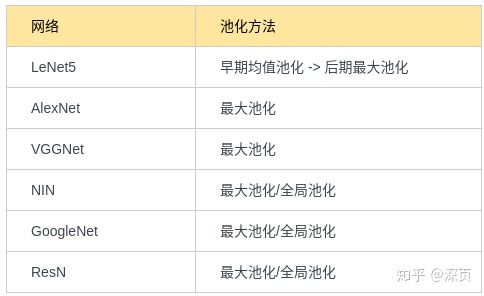 网络 池化方法
LeNet5 早期均值池化 -> 后期最大池化
AlexNet 最大池化
VGGNet 最大池化
NIN 最大池化/全局池化
GoogleNet 最大池化/全局池化
ResN 最大池化/全局池化
知乎 @深页